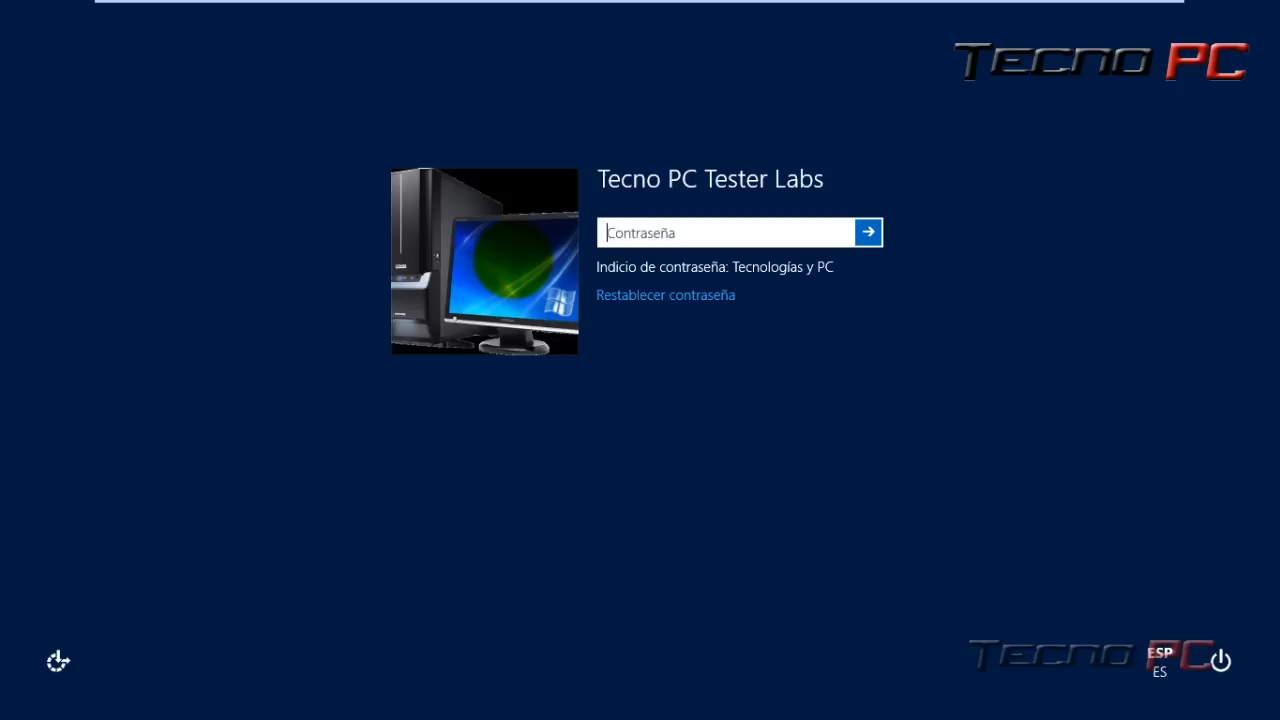 TECNO PC
Tecno PC Tester Labs
Contraseña
Indicio de contraseña: Tecnologías y PC
Restablecer contraseña
TECNO PC
ESP
ES